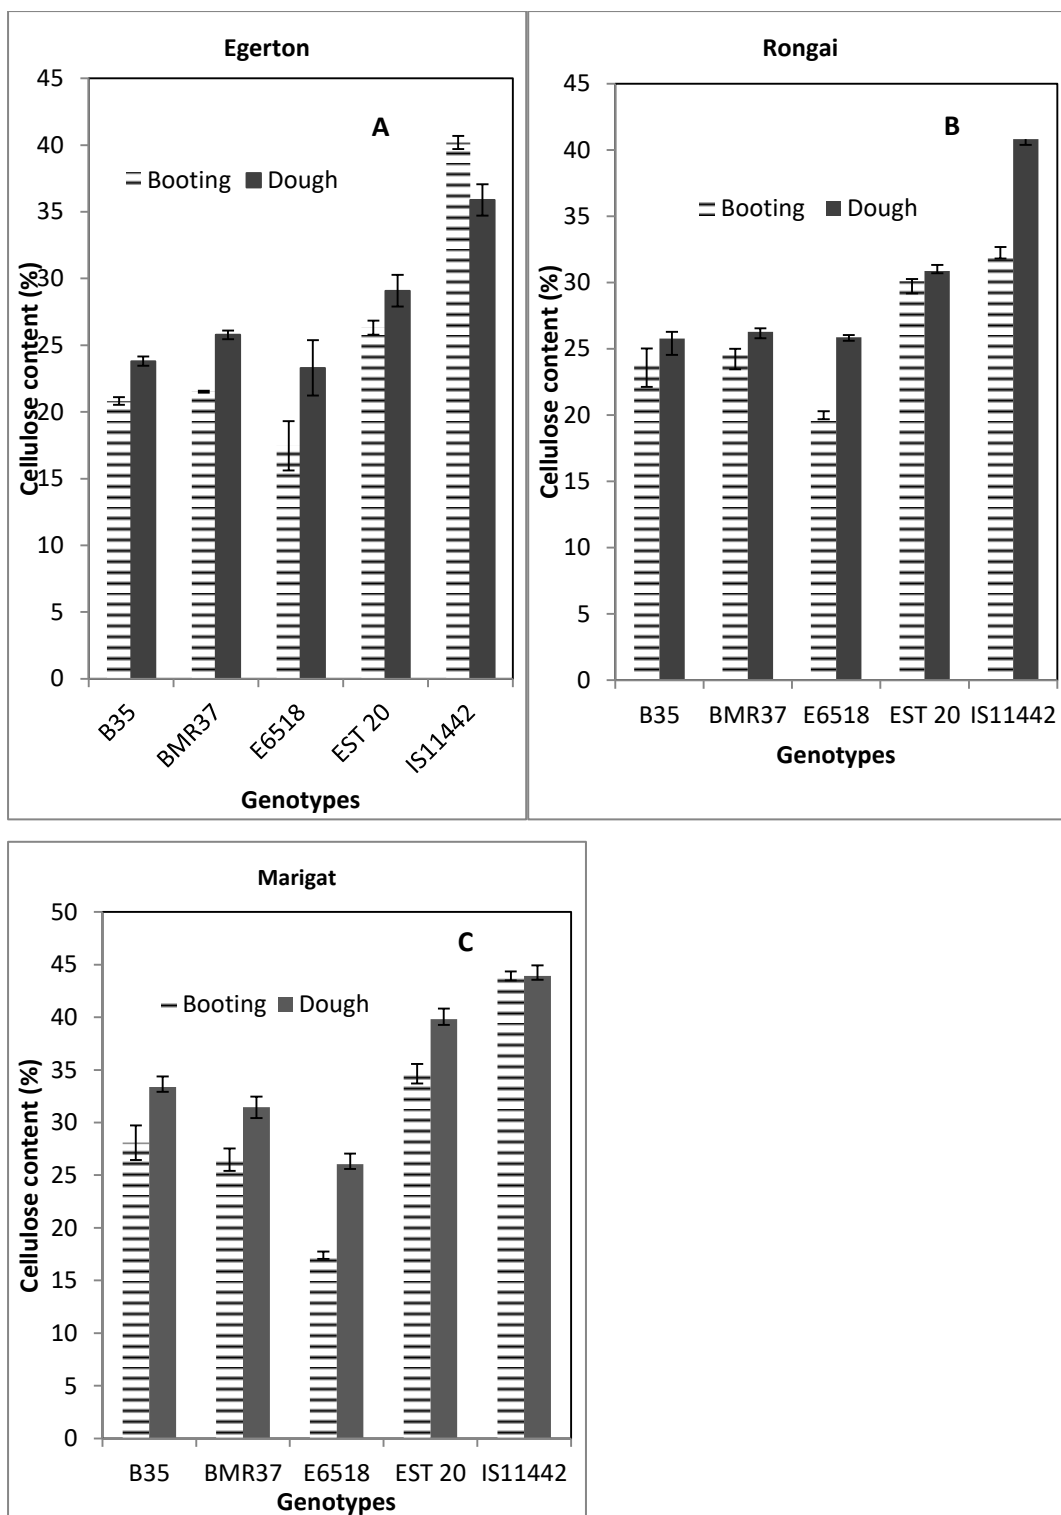 Egerton
A
Booting Dough
Cellulose content (%)
45
40
35
30
25
20
15
10
5
0
B35 BMR37 E6518 EST 20 IS11442
Genotypes
Rongai
B
Booting Dough
Cellulose content (%)
45
40
35
30
25
20
15
10
5
0
B35 BMR37 E6518 EST 20 IS11442
Genotypes
Marigat
C
Booting Dough
Cellulose content (%)
50
45
40
35
30
25
20
15
10
5
0
B35 BMR37 E6518 EST 20 IS11442
Genotypes